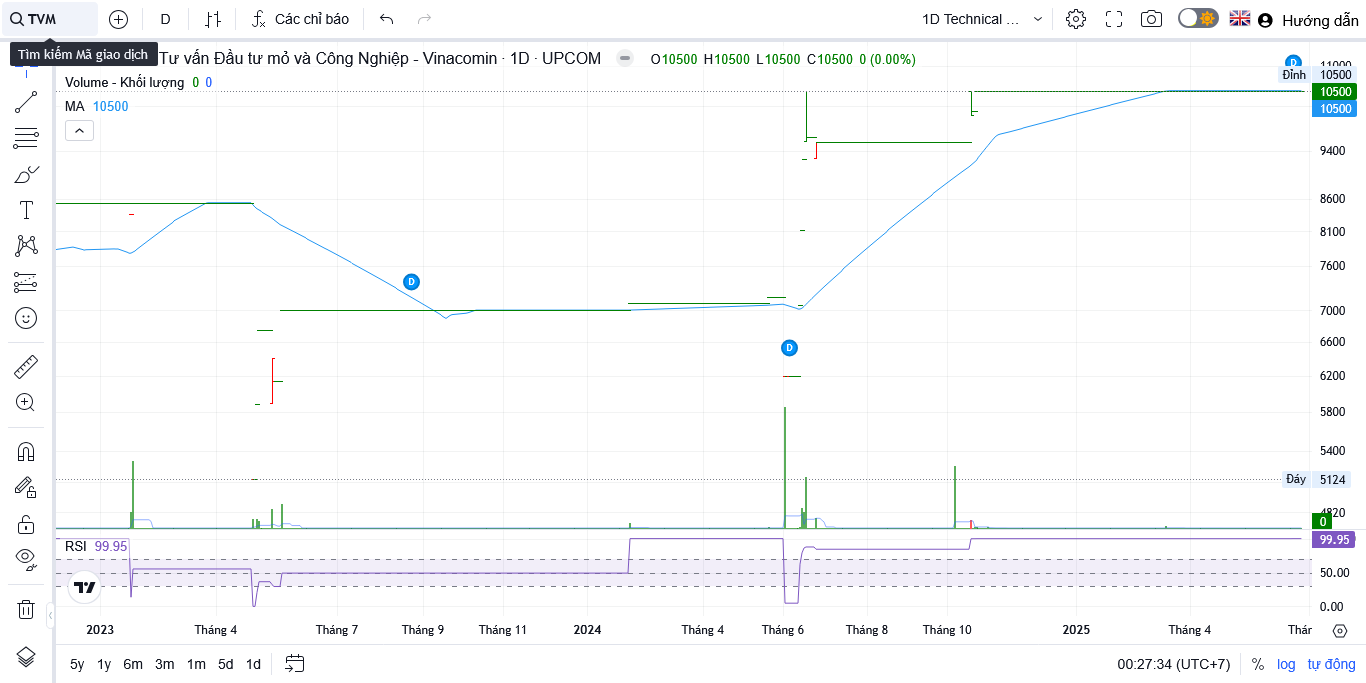 TVM D Các chỉ báo 1D Technical ... Hướng dẫn
Tìm kiếm Mã giao dịch
Tư vấn Đầu tư mỏ và Công Nghiệp - Vinacomin · 1D · UPCOM O10500 H10500 L10500 C10500 0 (0.00%)
Volume - Khối lượng 0 0
MA 10500
D
11000
Đỉnh 10500
10500
10500
9400
8600
8100
7600
D
7000
6600
D
6200
5800
5400
Đáy 5124
4820
0
RSI 99.95
99.95
50.00
0.00
2023 Tháng 4 Tháng 7 Tháng 9 Tháng 11 2024 Tháng 4 Tháng 6 Tháng 8 Tháng 10 2025 Tháng 4 Thár
5y 1y 6m 3m 1m 5d 1d 00:27:34 (UTC+7) % log tự động